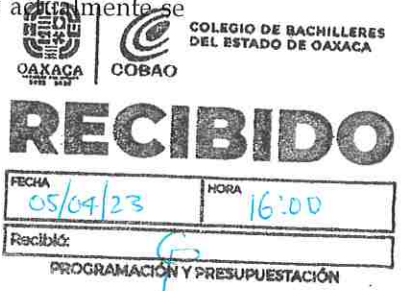 actualmente se
COLEGIO DE BACHILLERES
DEL ESTADO DE OAXACA
OAXACA
COBAO
RECIBIDO
FECHA
05/04/23
HORA
16:00
Recibió:
PROGRAMACIÓN Y PRESUPUESTACIÓN